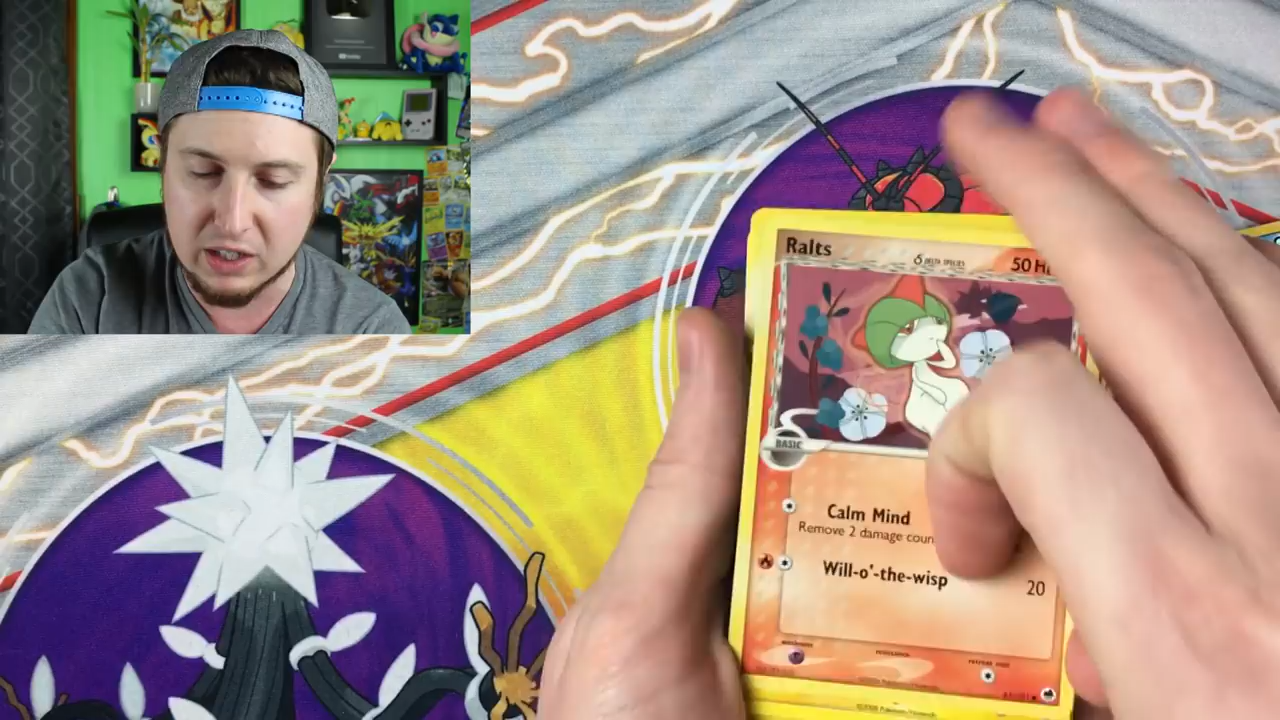 Ralts
δ DELTA SPECIES
50 H
BASIC
Calm Mind
Remove 2 damage coun
Will-o'-the-wisp
20